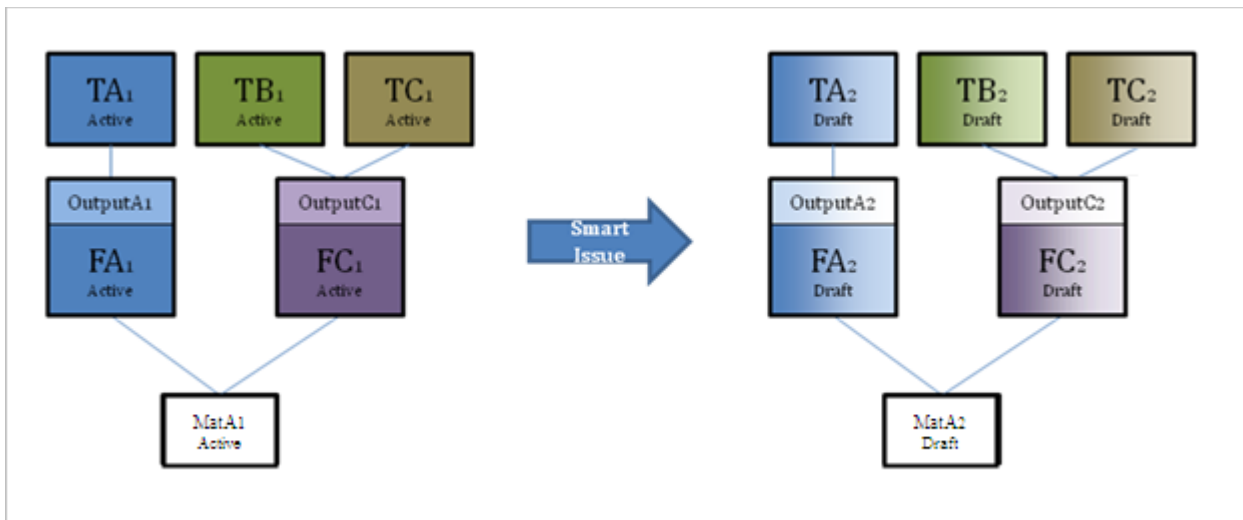 TA1
Active
TB1
Active
TC1
Active
OutputA1
FA1
Active
OutputC1
FC1
Active
MatA1
Active
Smart
Issue
TA2
Draft
TB2
Draft
TC2
Draft
OutputA2
FA2
Draft
OutputC2
FC2
Draft
MatA2
Draft